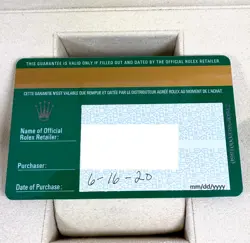 THIS GUARANTEE IS VALID ONLY IF FILLED OUT AND DATED BY THE OFFICIAL ROLEX RETAILER.
CETTE GARANTIE N'EST VALABLE QUE REMPLIE ET DATÉE PAR LE DISTRIBUTEUR AGRÉÉ ROLEX AU MOMENT DE L'ACHAT.
Name of Official
Rolex Retailer:
Purchaser:
6-16-20
Date of Purchase:
mm/dd/yyyy